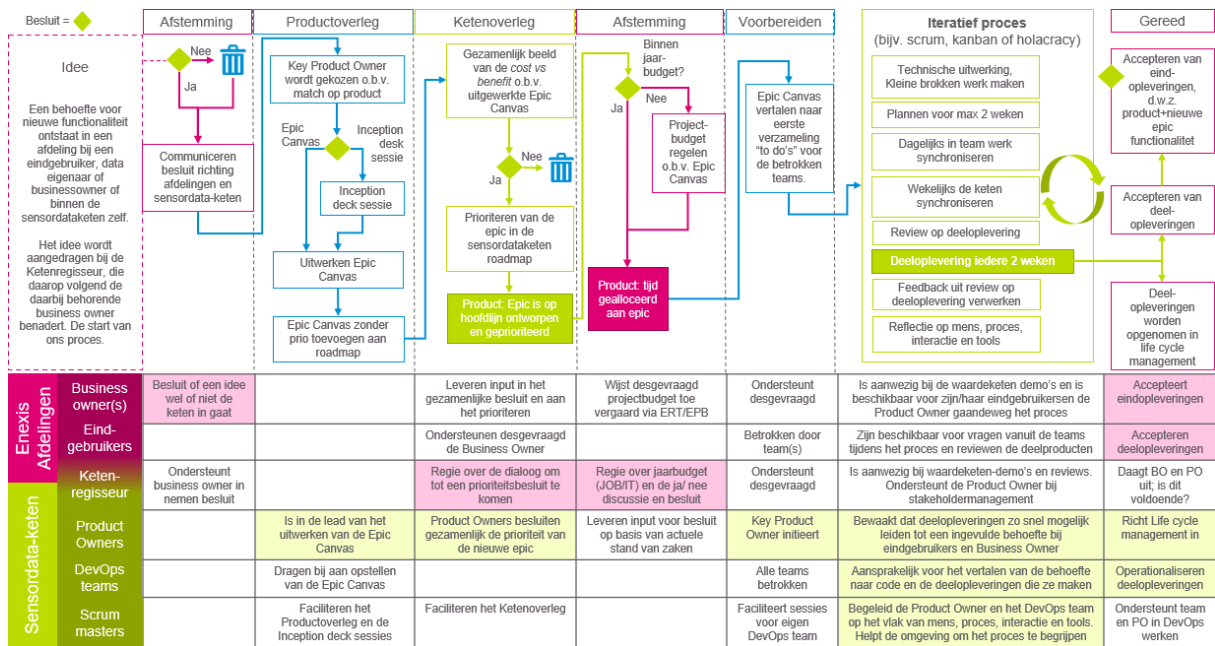 Besluit =
Afstemming
Productoverleg
Ketenoverleg
Afstemming
Voorbereiden
Iteratief proces
(bijv. scrum, kanban of holacracy)
Gereed
Idee
Een behoefte voor
nieuwe functionaliteit
ontstaat in een
afdeling bij een
eindgebruiker, data
eigenaar of
businessowner of
binnen de
sensordataketen zelf.
Het idee wordt
aangedragen bij de
Ketenregisseur, die
daarop volgend de
daarbij behorende
business owner
benadert. De start van
ons proces.
Nee
Ja
Communiceren
besluit richting
afdelingen en
sensordata-keten
Key Product Owner
wordt gekozen o.b.v.
match op product
Epic
Canvas
Inception
desk
sessie
Inception
deck sessie
Uitwerken Epic
Canvas
Epic Canvas zonder
prio toevoegen aan
roadmap
Gezamenlijk beeld
van de cost vs
benefit o.b.v.
uitgewerkte Epic
Canvas
Nee
Ja
Prioriteren van de
epic in de
sensordataketen
roadmap
Product: Epic is op
hoofdlijn ontworpen
en geprioriteerd
Binnen
jaar-
budget?
Ja
Nee
Project-
budget
regelen
o.b.v. Epic
Canvas
Product: tijd
gealloceerd
aan epic
Epic Canvas
vertalen naar
eerste
verzameling
“to do’s” voor
de betrokken
teams.
Technische uitwerking,
Kleine brokken werk maken
Plannen voor max 2 weken
Dagelijks in team werk
synchroniseren
Wekelijks de keten
synchroniseren
Review op deeloplevering
Deeloplevering iedere 2 weken
Feedback uit review op
deeloplevering verwerken
Reflectie op mens, proces,
interactie en tools
Accepteren van
eind-
opleveringen,
d.w.z.
product+nieuwe
epic
functionaliteit
Accepteren van
deel-
opleveringen
Deel-
opleveringen
worden
opgenomen in
life cycle
management
Enexis
Afdelingen
Sensordata-keten
Business
owner(s)
Besluit of een idee
wel of niet de
keten in gaat
Leveren input in het
gezamenlijke besluit en aan
het prioriteren
Wijst desgevraagd
projectbudget toe
vergaard via ERT/EPB
Ondersteunt
desgevraagd
Is aanwezig bij de waardeketen demo’s en is
beschikbaar voor zijn/haar eindgebruikersen de
Product Owner gaandeweg het proces
Accepteert
eindopleveringen
Eind-
gebruikers
Ondersteunen desgevraagd
de Business Owner
Betrokken door
team(s)
Zijn beschikbaar voor vragen vanuit de teams
tijdens het proces en reviewen de deelproducten
Accepteren
deelopleveringen
Keten-
regisseur
Ondersteunt
business owner in
nemen besluit
Regie over de dialoog om
tot een prioriteitsbesluit te
komen
Regie over jaarbudget
(JOB/IT) en de ja/ nee
discussie en besluit
Ondersteunt
desgevraagd
Is aanwezig bij waardeketen-demo’s en reviews.
Ondersteunt de Product Owner bij
stakeholdermanagement
Daagt BO en PO
uit; is dit
voldoende?
Product
Owners
Is in de lead van het
uitwerken van de Epic
Canvas
Product Owners besluiten
gezamenlijk de prioriteit van
de nieuwe epic
Leveren input voor besluit
op basis van actuele
stand van zaken
Key Product
Owner initieert
Bewaakt dat deelopleveringen zo snel mogelijk
leiden tot een ingevulde behoefte bij
eindgebruikers en Business Owner
Richt Life cycle
management in
DevOps
teams
Dragen bij aan opstellen
van de Epic Canvas
Alle teams
betrokken
Aansprakelijk voor het vertalen van de behoefte
naar code en de deelopleveringen die ze maken
Operationaliseren
deelopleveringen
Scrum
masters
Faciliteren het
Productoverleg en de
Inception deck sessies
Faciliteren het Ketenoverleg
Faciliteert sessies
voor eigen
DevOps team
Begeleid de Product Owner en het DevOps team
op het vlak van mens, proces, interactie en tools.
Helpt de omgeving om het proces te begrijpen
Ondersteunt team
en PO in DevOps
werken